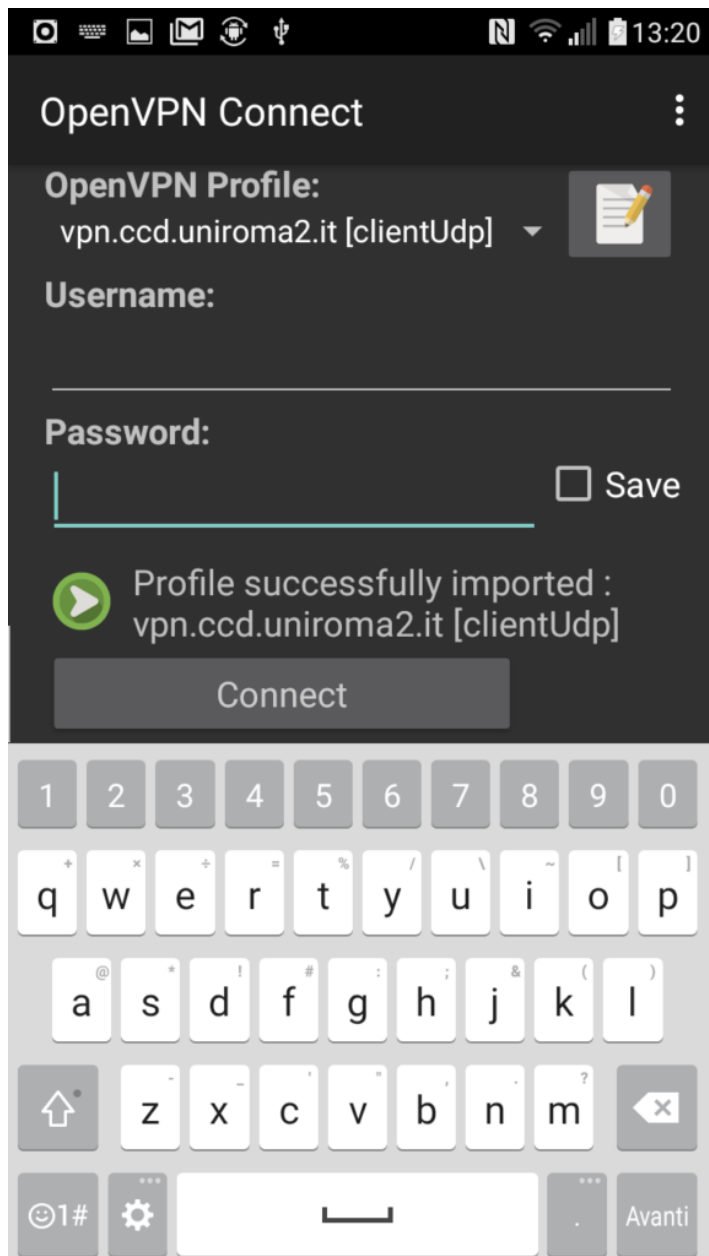 13:20
OpenVPN Connect
OpenVPN Profile:
vpn.ccd.uniroma2.it [clientUdp]
Username:
Password:
Save
Profile successfully imported :
vpn.ccd.uniroma2.it [clientUdp]
Connect
1 2 3 4 5 6 7 8 9 0
+ × ÷ = % / \ ~ [ ]
q w e r t y u i o p
@ * ! # : ; & ( )
a s d f g h j k l
- _ ' " , . ?
z x c v b n m
1# . Avanti